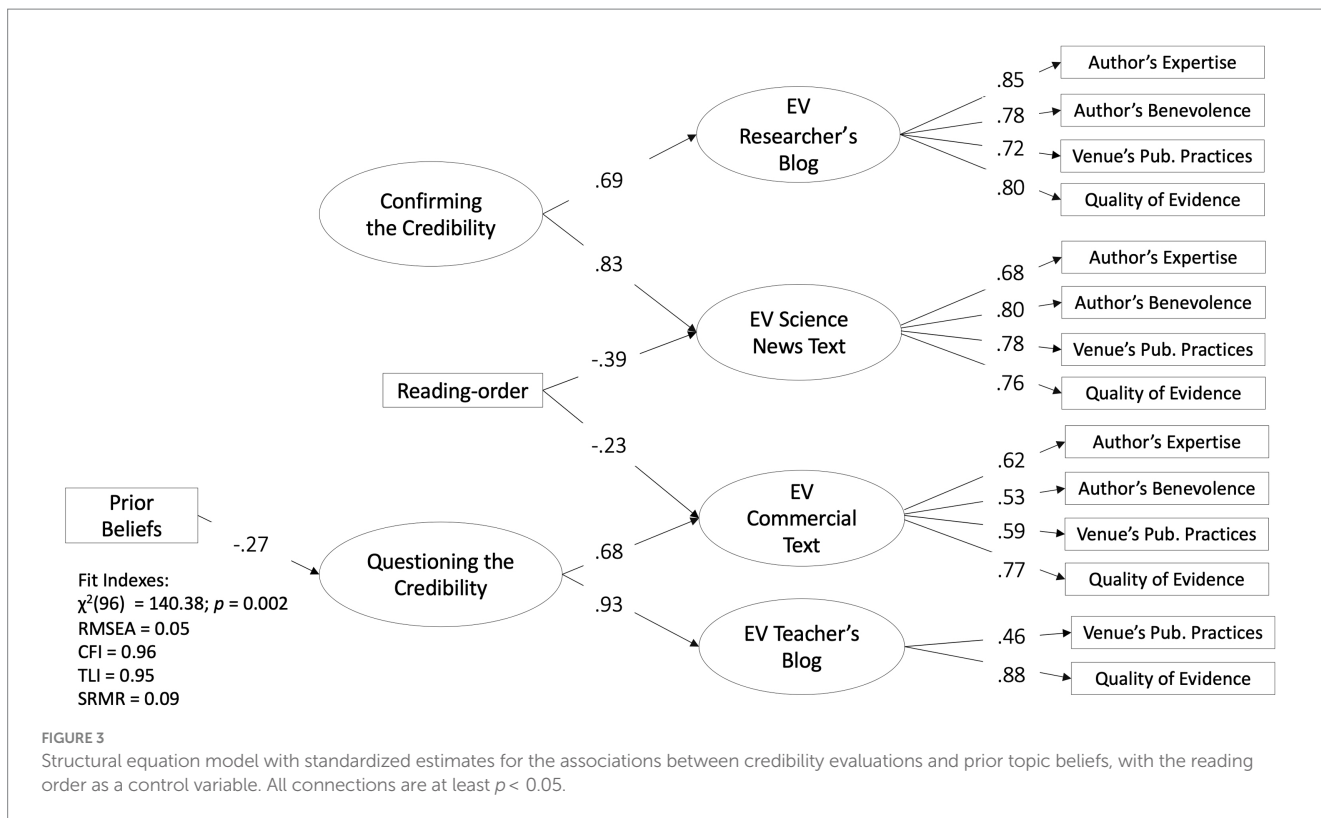 EV
Researcher's
Blog
.85
.78
.72
.80
Author's Expertise
Author's Benevolence
Venue's Pub. Practices
Quality of Evidence
Confirming
the Credibility
.69
.83
EV Science
News Text
.68
.80
.78
.76
Author's Expertise
Author's Benevolence
Venue's Pub. Practices
Quality of Evidence
Reading-order
-.39
-.23
EV
Commercial
Text
.62
.53
.59
.77
Author's Expertise
Author's Benevolence
Venue's Pub. Practices
Quality of Evidence
Prior
Beliefs
-.27
Questioning the
Credibility
.68
.93
EV Teacher's
Blog
.46
.88
Venue's Pub. Practices
Quality of Evidence
Fit Indexes:
χ²(96) = 140.38; p = 0.002
RMSEA = 0.05
CFI = 0.96
TLI = 0.95
SRMR = 0.09
FIGURE 3
Structural equation model with standardized estimates for the associations between credibility evaluations and prior topic beliefs, with the reading
order as a control variable. All connections are at least p < 0.05.